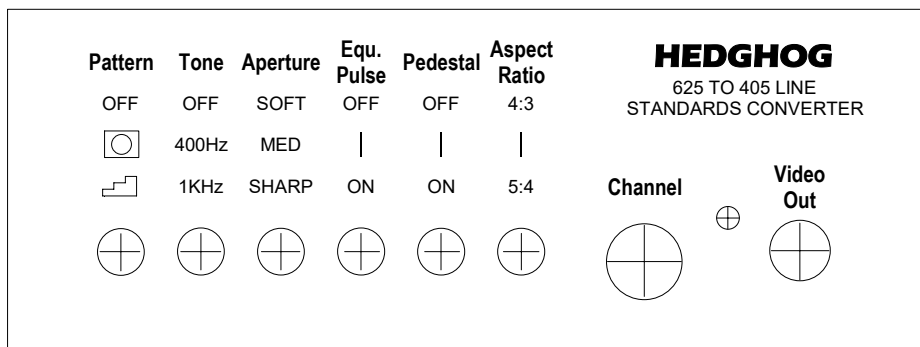 Pattern Tone Aperture Equ. Pulse Pedestal Aspect Ratio
OFF OFF SOFT OFF OFF 4:3
400Hz MED
1KHz SHARP ON ON 5:4
HEDGHOG
625 TO 405 LINE
STANDARDS CONVERTER
Channel
Video
Out